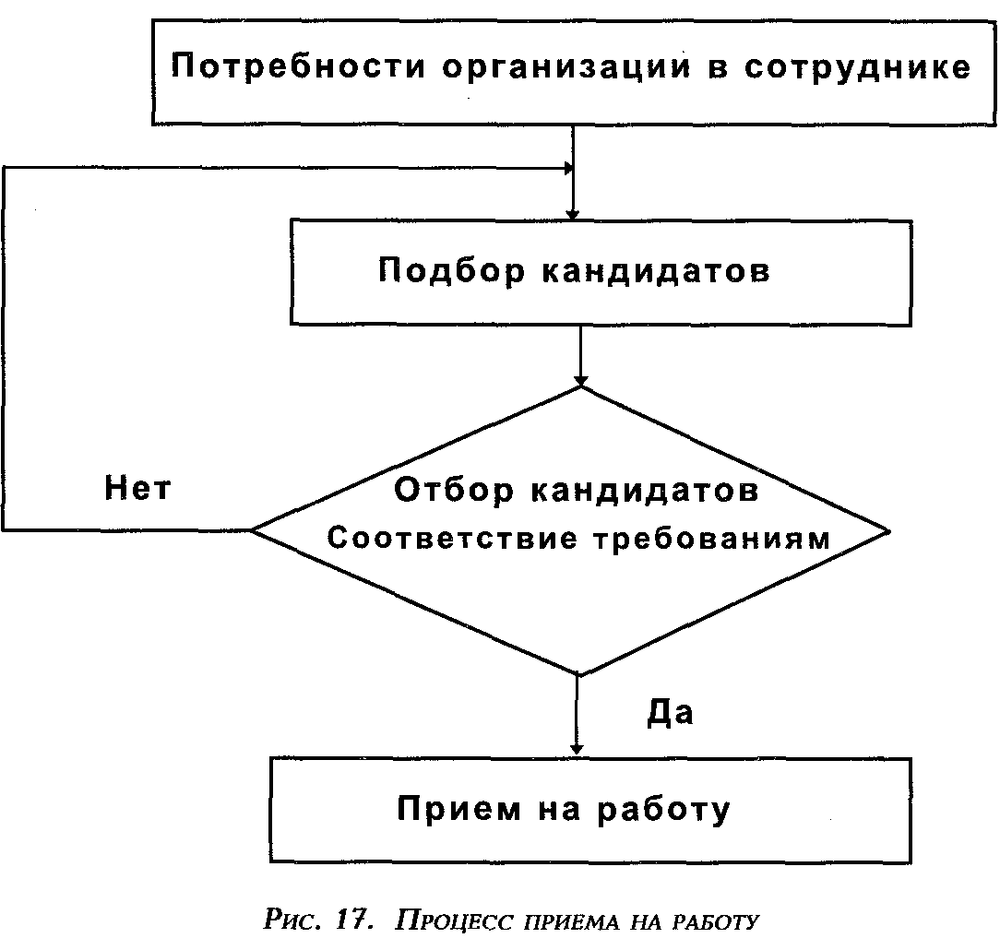 Потребности организации в сотруднике
Подбор кандидатов
Нет
Отбор кандидатов
Соответствие требованиям
Да
Прием на работу
Рис. 17. Процесс приема на работу